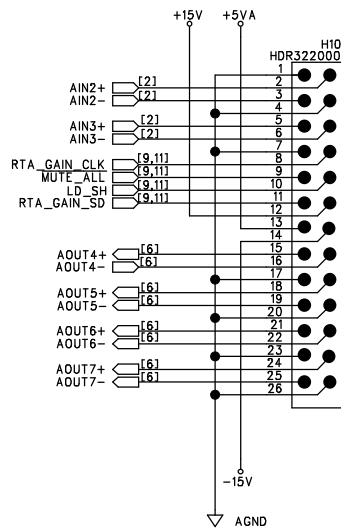 +15V +5VA
H10
HDR322000
1
AIN2+ [2] 2
AIN2- [2] 3
4
AIN3+ [2] 5
AIN3- [2] 6
7
RTA_GAIN_CLK [9,11] 8
MUTE_ALL [9,11] 9
LD_SH [9,11] 10
RTA_GAIN_SD [9,11] 11
12
13
14
AOUT4+ [6] 15
AOUT4- [6] 16
17
AOUT5+ [6] 18
AOUT5- [6] 19
20
AOUT6+ [6] 21
AOUT6- [6] 22
23
AOUT7+ [6] 24
AOUT7- [6] 25
26
-15V
AGND